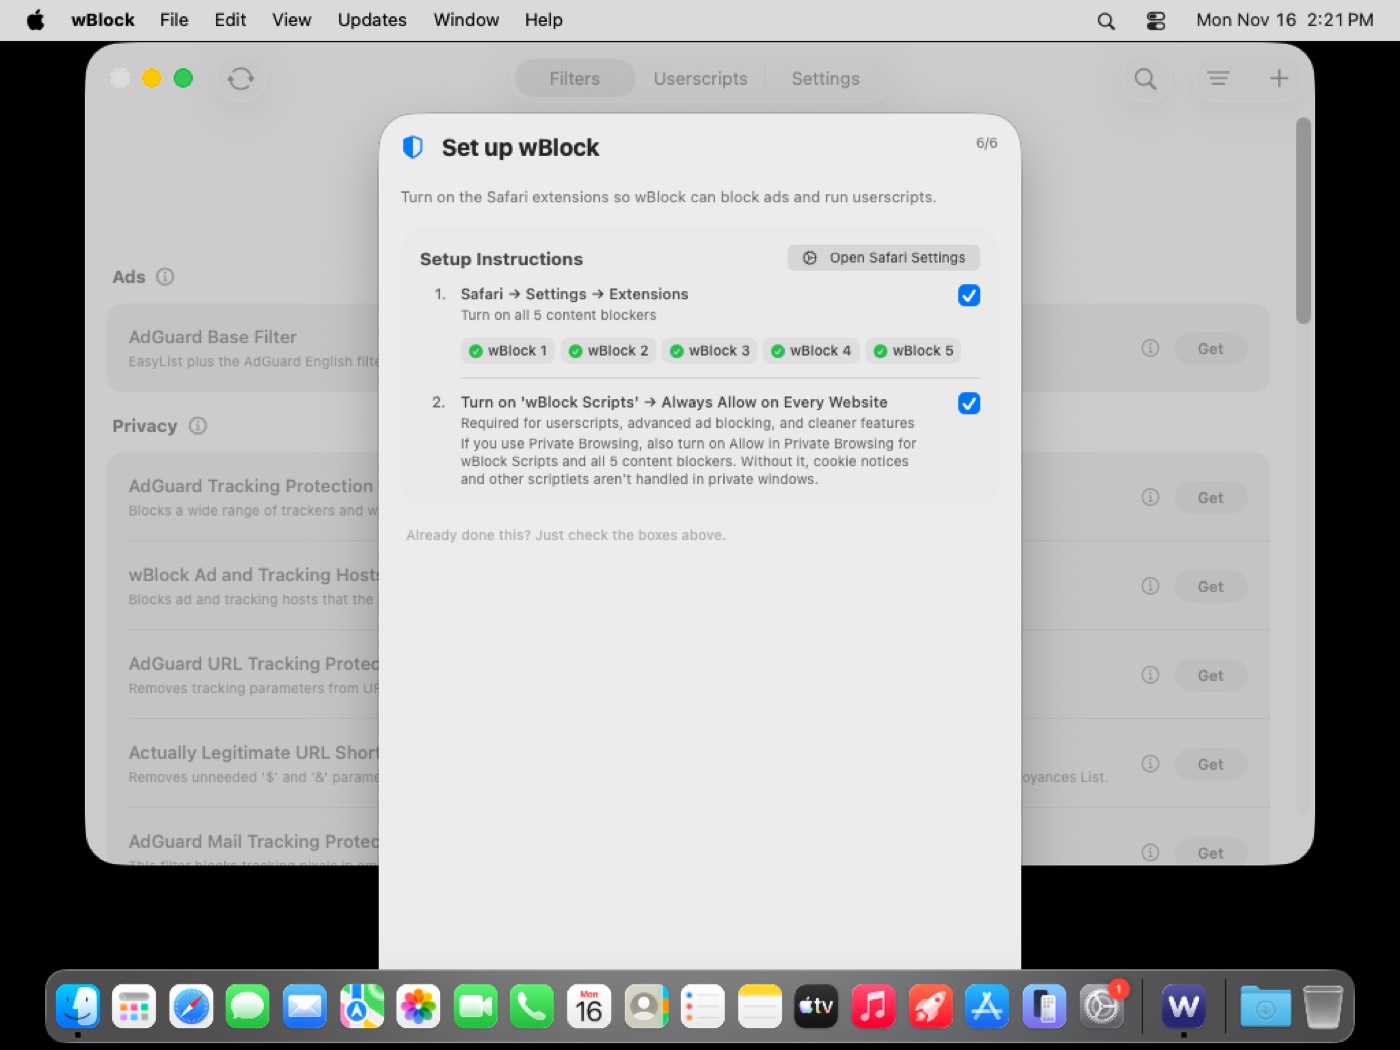 wBlock File Edit View Updates Window Help Mon Nov 16 2:21 PM
Filters Userscripts Settings
Set up wBlock 6/6
Turn on the Safari extensions so wBlock can block ads and run userscripts.
Setup Instructions Open Safari Settings
1. Safari → Settings → Extensions
Turn on all 5 content blockers
wBlock 1 wBlock 2 wBlock 3 wBlock 4 wBlock 5
2. Turn on 'wBlock Scripts' → Always Allow on Every Website
Required for userscripts, advanced ad blocking, and cleaner features
If you use Private Browsing, also turn on Allow in Private Browsing for
wBlock Scripts and all 5 content blockers. Without it, cookie notices
and other scriptlets aren't handled in private windows.
Already done this? Just check the boxes above.
Ads
AdGuard Base Filter
EasyList plus the AdGuard English
Get
Privacy
AdGuard Tracking Protection
Blocks a wide range of trackers and
Get
wBlock Ad and Tracking Hosts
Blocks ad and tracking hosts that the
Get
AdGuard URL Tracking
Removes tracking parameters from
Get
Actually Legitimate URL
Removes unneeded '$' and '&'
oyances List.
Get
AdGuard Mail Tracking
This filter blocks tracking pixels in
Get
Mon
16
tv
1
W